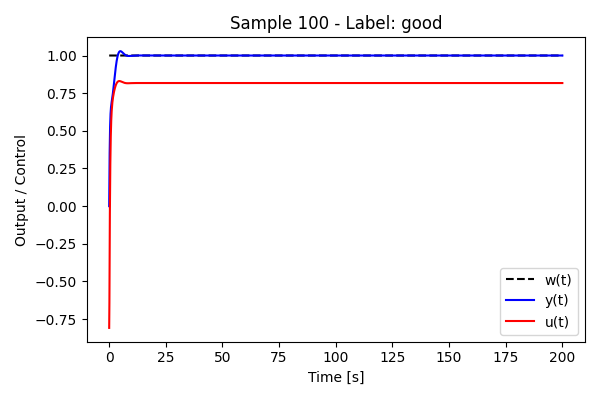 Sample 100 - Label: good
Output / Control
1.00
0.75
0.50
0.25
0.00
−0.25
−0.50
−0.75
w(t)
y(t)
u(t)
0 25 50 75 100 125 150 175 200
Time [s]